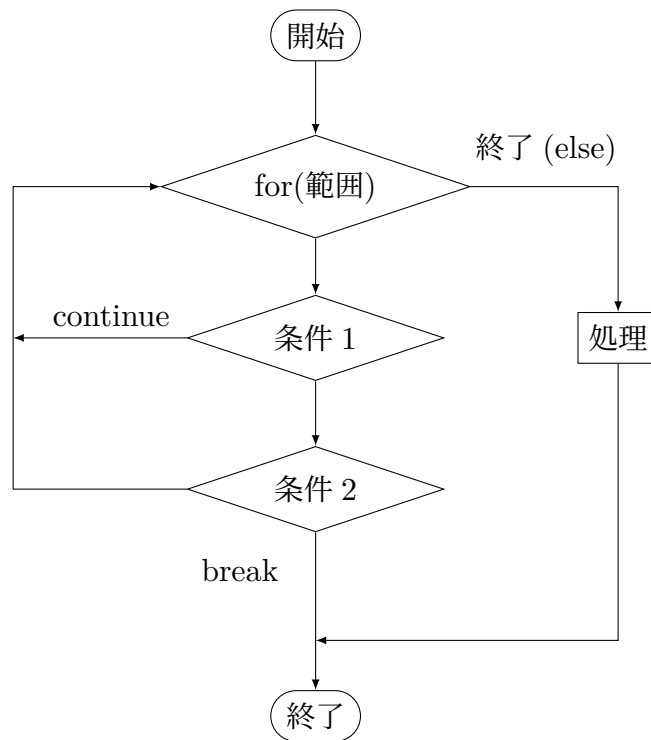 開始
終了 (else)
for(範囲)
continue
条件 1
処理
条件 2
break
終了